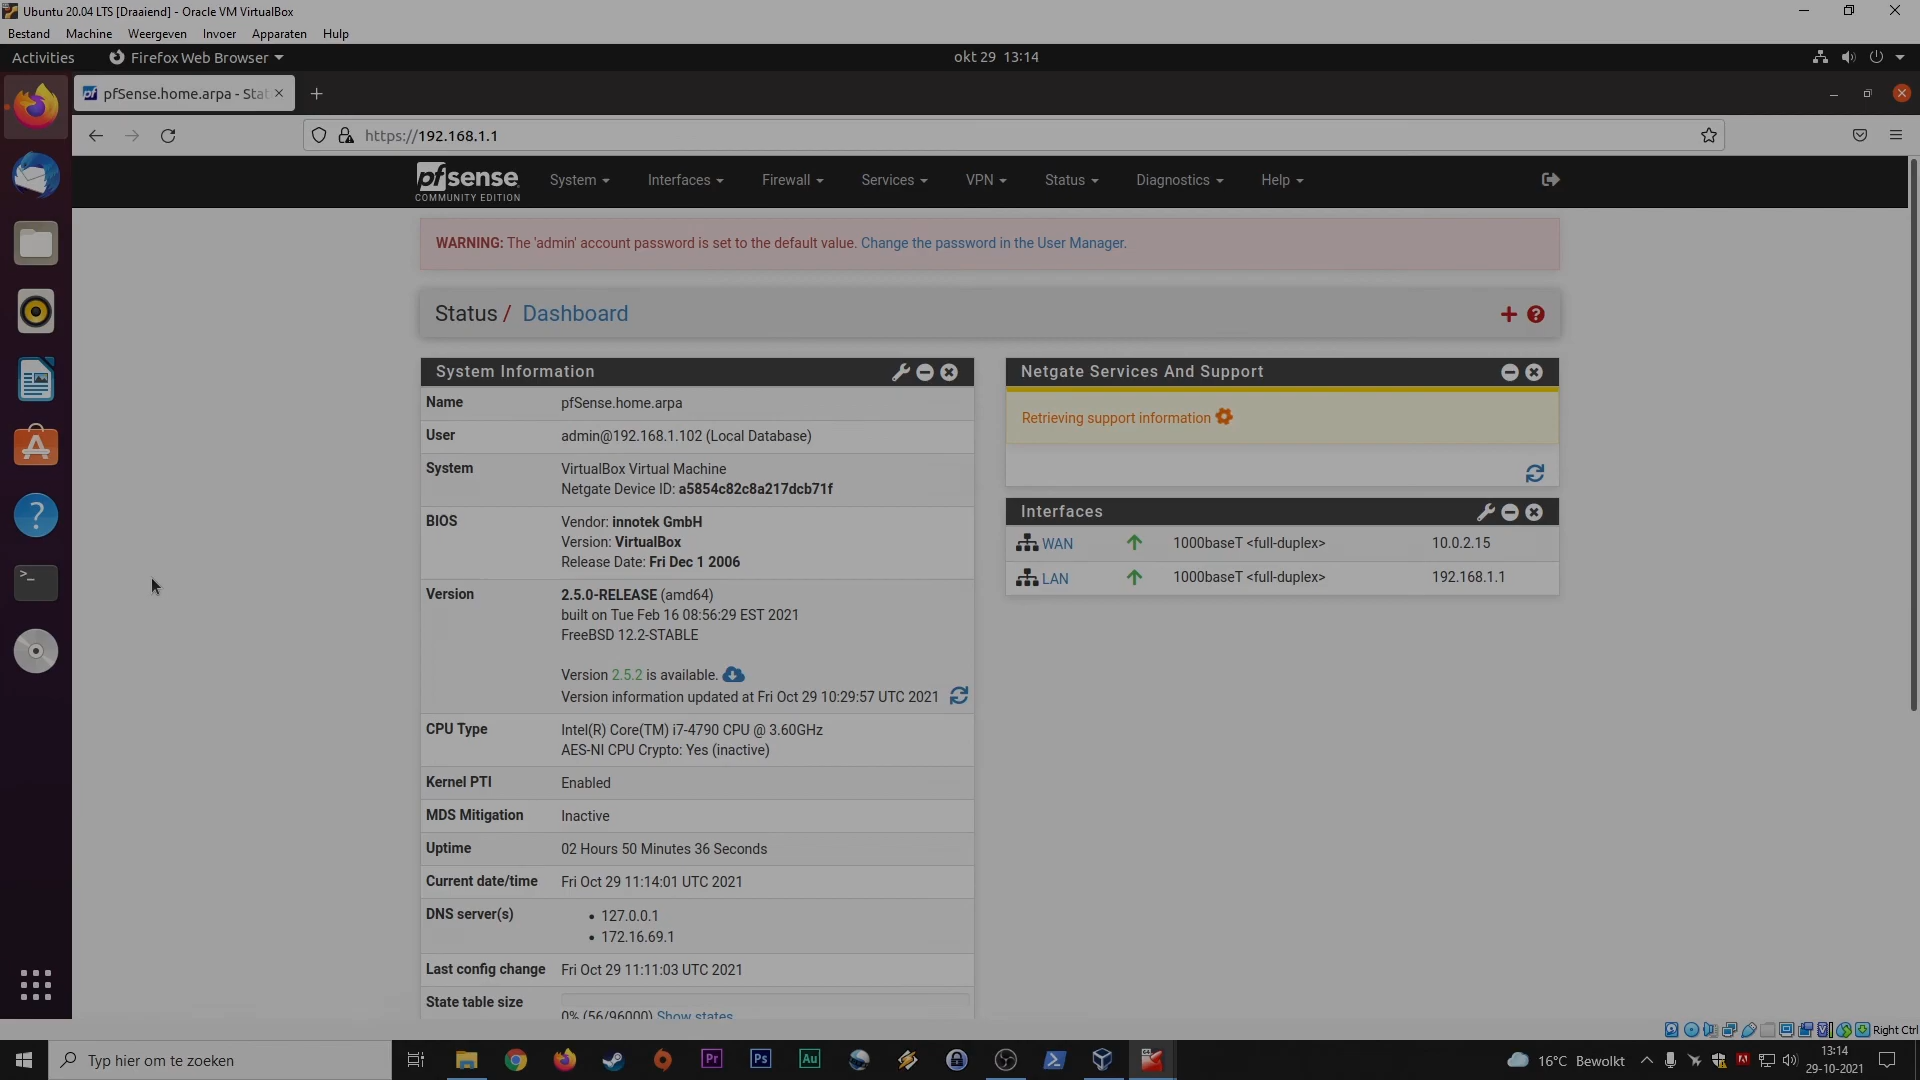 Ubuntu 20.04 LTS [Draaiend] - Oracle VM VirtualBox
Bestand Machine Weergeven Invoer Apparaten Hulp
Activities Firefox Web Browser okt 29 13:14
pfSense.home.arpa - Stat
https://192.168.1.1
pfsense COMMUNITY EDITION
System Interfaces Firewall Services VPN Status Diagnostics Help
WARNING: The 'admin' account password is set to the default value. Change the password in the User Manager.
Status / Dashboard
System Information
Name pfSense.home.arpa
User admin@192.168.1.102 (Local Database)
System VirtualBox Virtual Machine
Netgate Device ID: a5854c82c8a217dcb71f
BIOS Vendor: innotek GmbH
Version: VirtualBox
Release Date: Fri Dec 1 2006
Version 2.5.0-RELEASE (amd64)
built on Tue Feb 16 08:56:29 EST 2021
FreeBSD 12.2-STABLE
Version 2.5.2 is available.
Version information updated at Fri Oct 29 10:29:57 UTC 2021
CPU Type Intel(R) Core(TM) i7-4790 CPU @ 3.60GHz
AES-NI CPU Crypto: Yes (inactive)
Kernel PTI Enabled
MDS Mitigation Inactive
Uptime 02 Hours 50 Minutes 36 Seconds
Current date/time Fri Oct 29 11:14:01 UTC 2021
DNS server(s) • 127.0.0.1
• 172.16.69.1
Last config change Fri Oct 29 11:11:03 UTC 2021
State table size
0% (56/96000) Show states
Netgate Services And Support
Retrieving support information
Interfaces
WAN 1000baseT <full-duplex> 10.0.2.15
LAN 1000baseT <full-duplex> 192.168.1.1
Right Ctrl
Typ hier om te zoeken
Pr Ps Au
16°C Bewolkt
13:14
29-10-2021